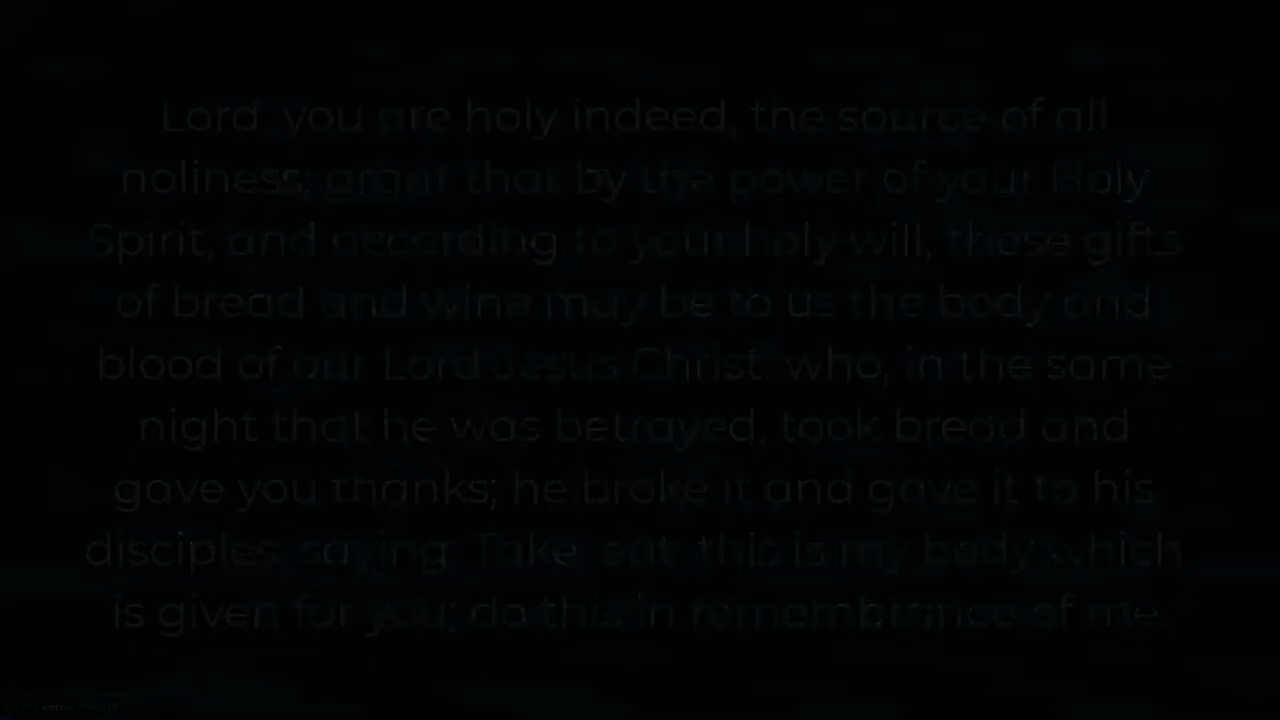 Lord, you are holy indeed, the source of all
holiness; grant that by the power of your Holy
Spirit, and according to your holy will, these gifts
of bread and wine may be to us the body and
blood of our Lord Jesus Christ; who, in the same
night that he was betrayed, took bread and
gave you thanks; he broke it and gave it to his
disciples, saying: Take, eat; this is my body which
is given for you; do this in remembrance of me.